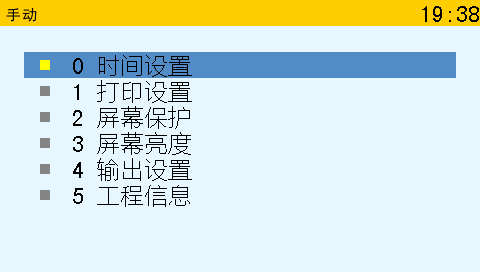 手动 19:38
0 时间设置
1 打印设置
2 屏幕保护
3 屏幕亮度
4 输出设置
5 工程信息